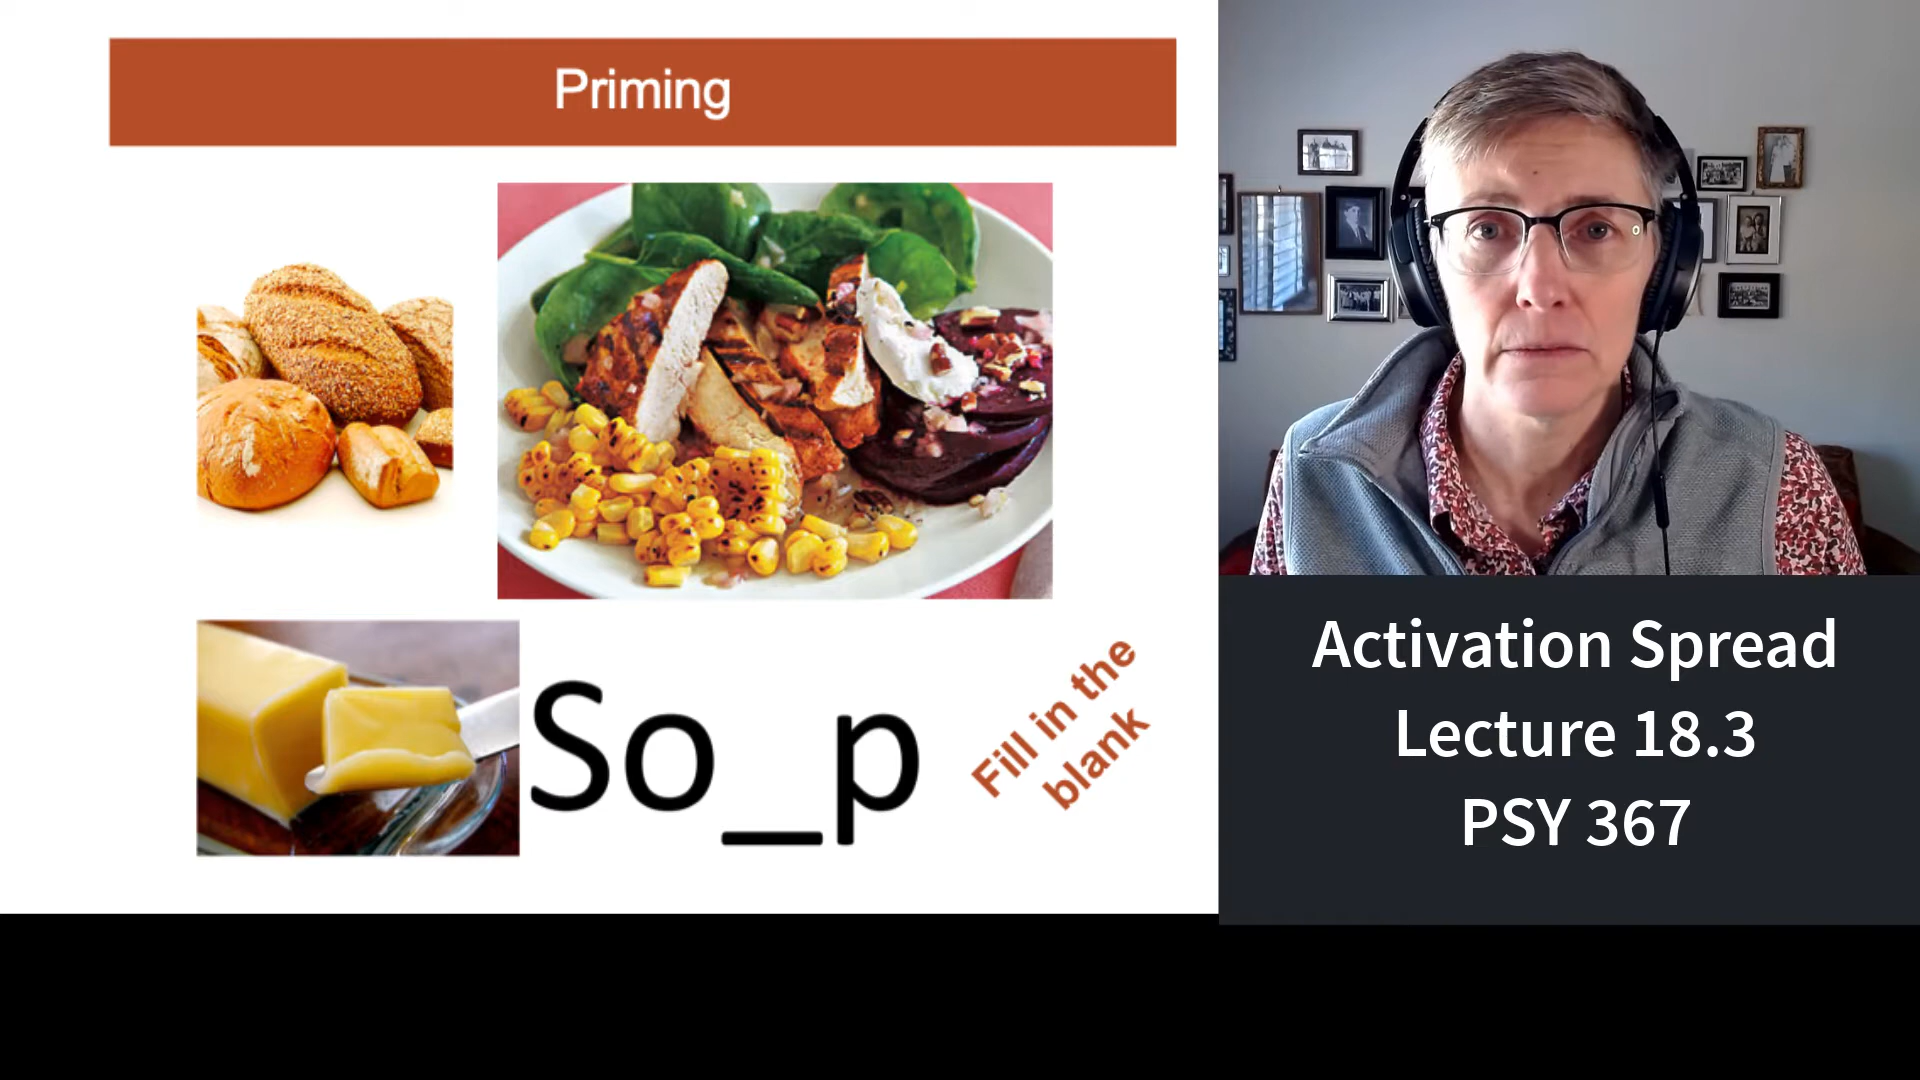 Priming
So_p
Fill in the
blank
Activation Spread
Lecture 18.3
PSY 367